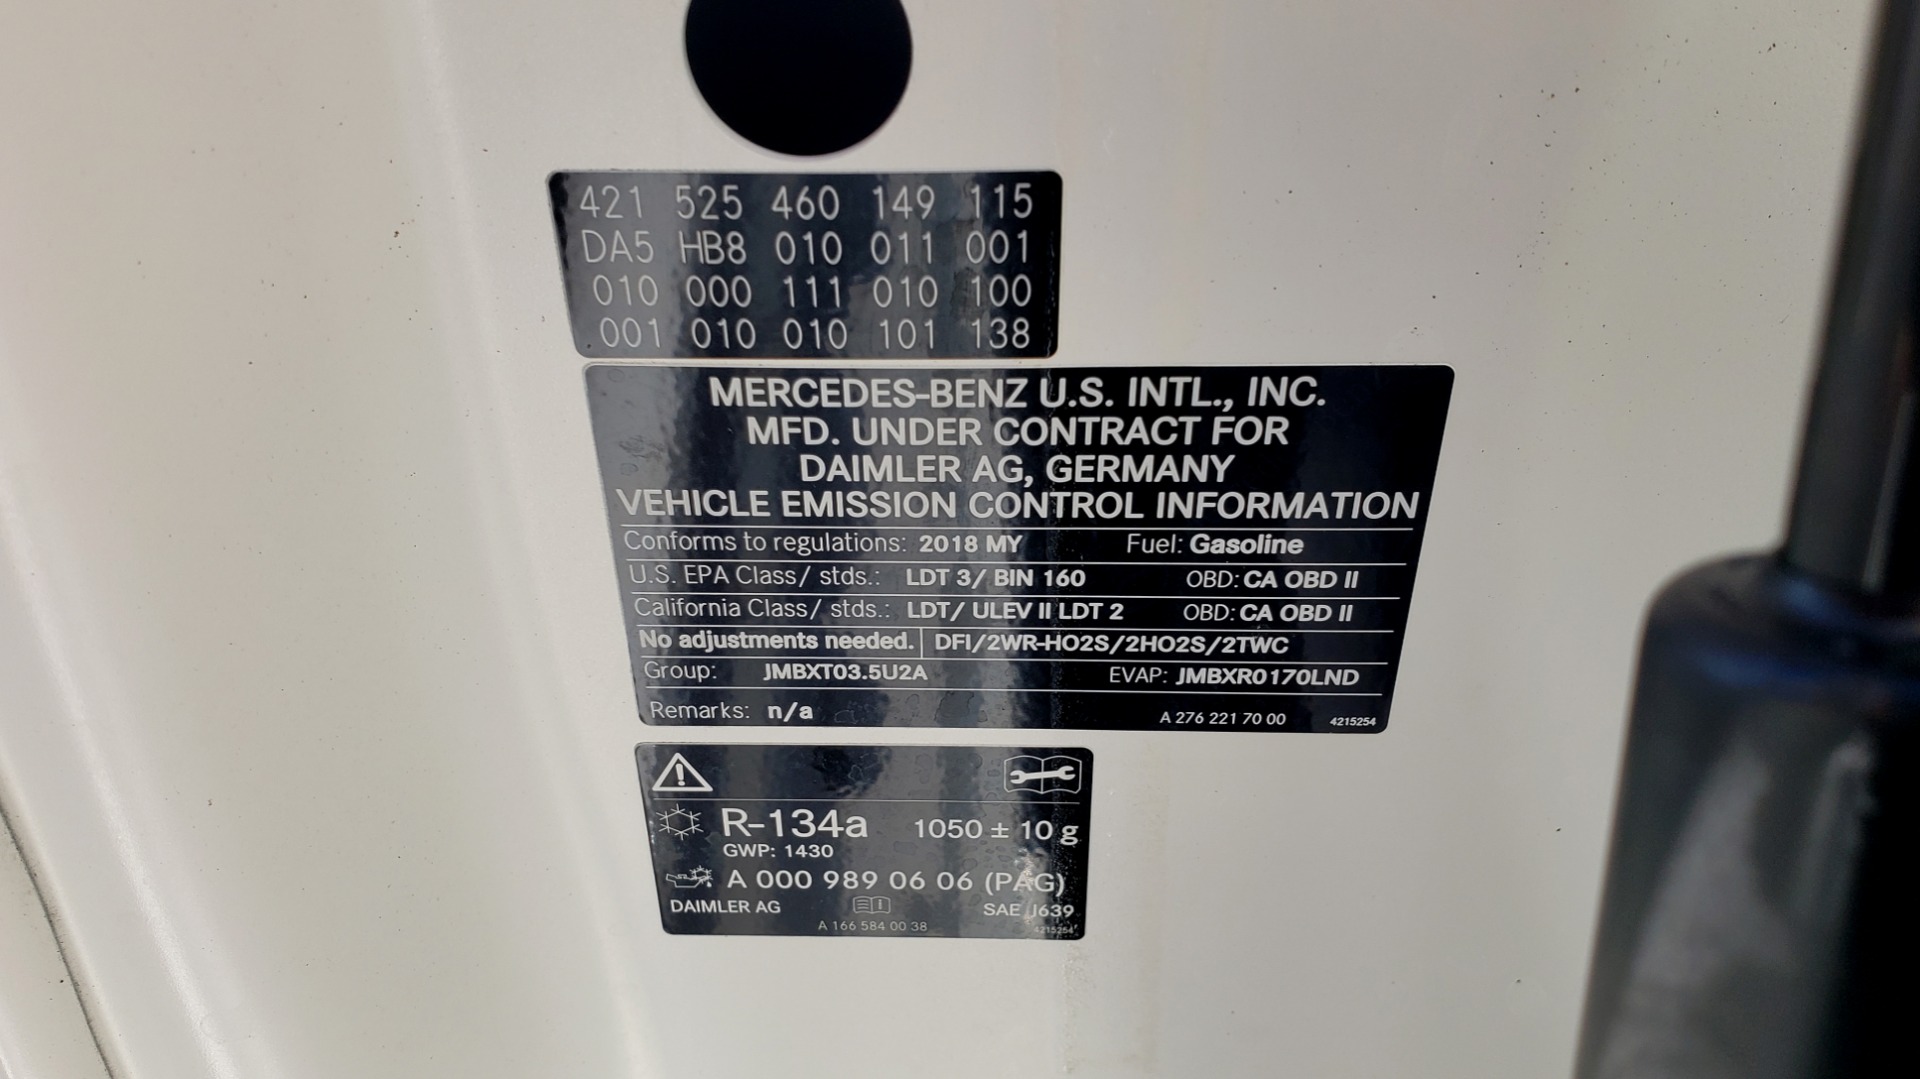 421 525 460 149 115
DA5 HB8 010 011 001
010 000 111 010 100
001 010 010 101 138
MERCEDES-BENZ U.S. INTL., INC.
MFD. UNDER CONTRACT FOR
DAIMLER AG, GERMANY
VEHICLE EMISSION CONTROL INFORMATION
Conforms to regulations: 2018 MY Fuel: Gasoline
U.S. EPA Class/ stds.: LDT 3/ BIN 160 OBD: CA OBD II
California Class/ stds.: LDT/ ULEV II LDT 2 OBD: CA OBD II
No adjustments needed. DFI/2WR-HO2S/2HO2S/2TWC
Group: JMBXT03.5U2A EVAP: JMBXR0170LND
Remarks: n/a A 276 221 70 00 4215254
R-134a 1050 ± 10 g
GWP: 1430
A 000 989 06 06 (PAG)
DAIMLER AG SAE J639
A 166 584 00 38 4215254